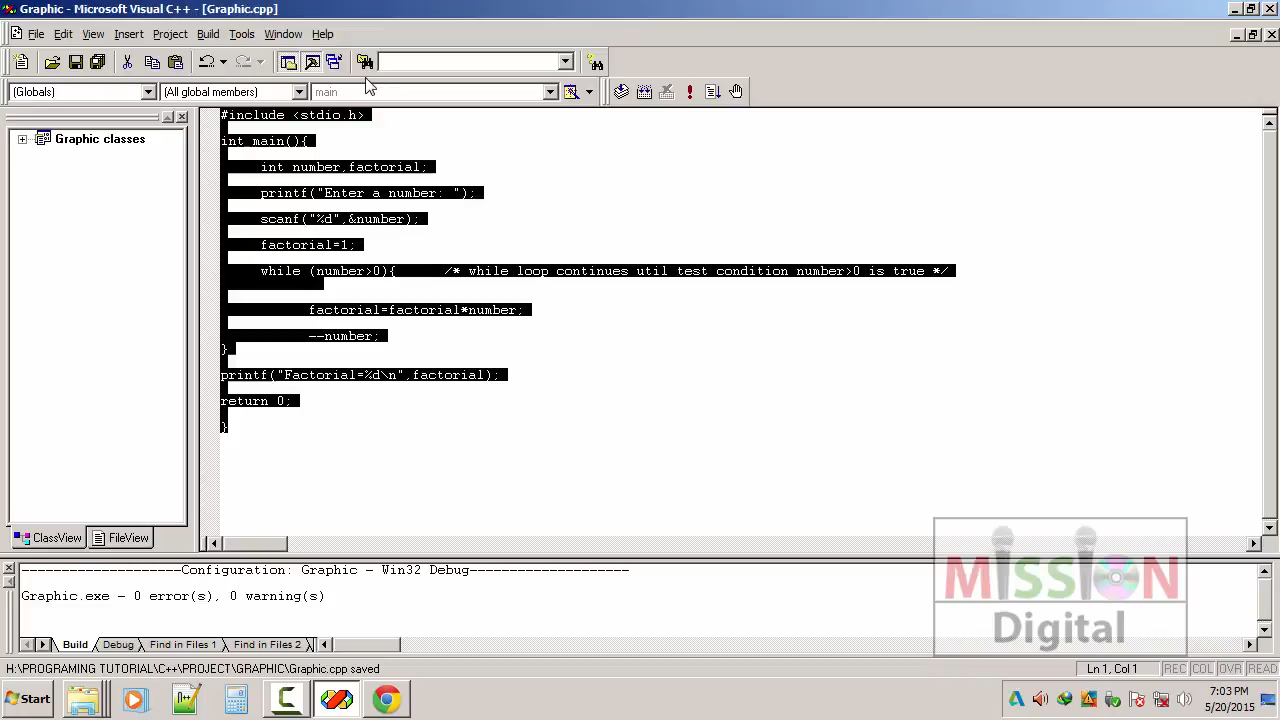 Graphic - Microsoft Visual C++ - [Graphic.cpp]
File Edit View Insert Project Build Tools Window Help
(Globals) (All global members) main
Graphic classes
#include <stdio.h>
int main(){
int number,factorial;
printf("Enter a number: ");
scanf("%d",&number);
factorial=1;
while (number>0){ /* while loop continues util test condition number>0 is true */
factorial=factorial*number;
--number;
}
printf("Factorial=%d\n",factorial);
return 0;
}
ClassView FileView
--------------------Configuration: Graphic - Win32 Debug--------------------
Graphic.exe - 0 error(s), 0 warning(s)
Build Debug Find in Files 1 Find in Files 2
MISSION
Digital
H:\PROGRAMING TUTORIAL\C++\PROJECT\GRAPHIC\Graphic.cpp saved
Ln 1, Col 1 REC COL OVR READ
Start
7:03 PM
5/20/2015